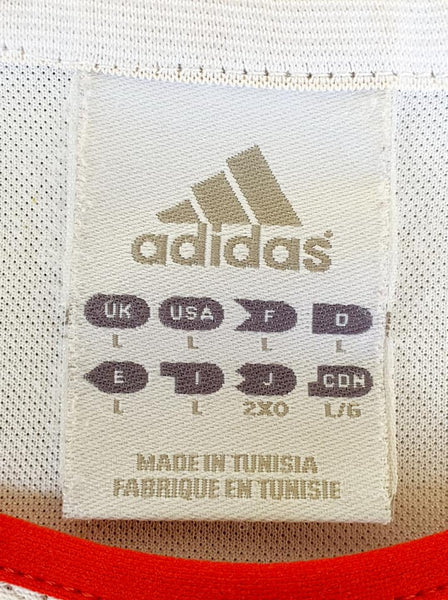 adidas
UK USA F D
L L L L
E I J CDN
L L 2XO L/G
MADE IN TUNISIA
FABRIQUE EN TUNISIE